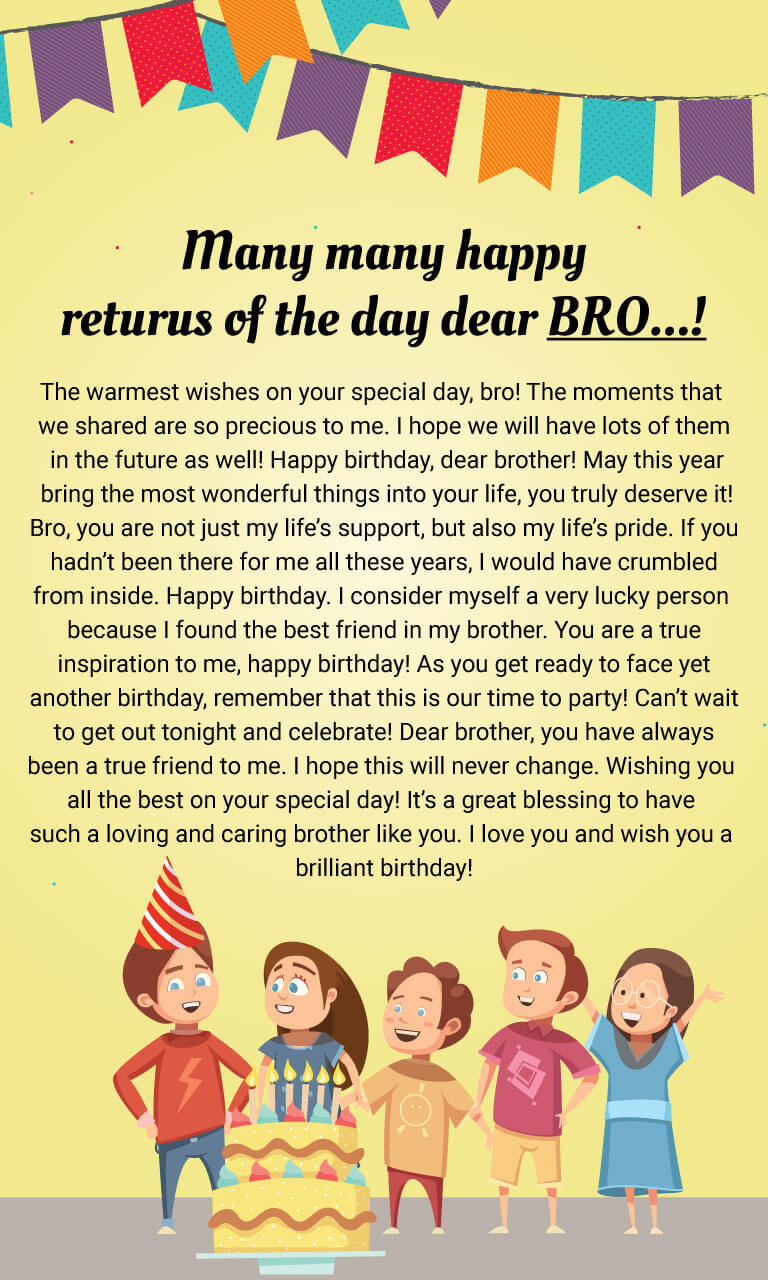 Many many happy
returus of the day dear BRO...!
The warmest wishes on your special day, bro! The moments that
we shared are so precious to me. I hope we will have lots of them
in the future as well! Happy birthday, dear brother! May this year
bring the most wonderful things into your life, you truly deserve it!
Bro, you are not just my life’s support, but also my life’s pride. If you
hadn’t been there for me all these years, I would have crumbled
from inside. Happy birthday. I consider myself a very lucky person
because I found the best friend in my brother. You are a true
inspiration to me, happy birthday! As you get ready to face yet
another birthday, remember that this is our time to party! Can’t wait
to get out tonight and celebrate! Dear brother, you have always
been a true friend to me. I hope this will never change. Wishing you
all the best on your special day! It’s a great blessing to have
such a loving and caring brother like you. I love you and wish you a
brilliant birthday!